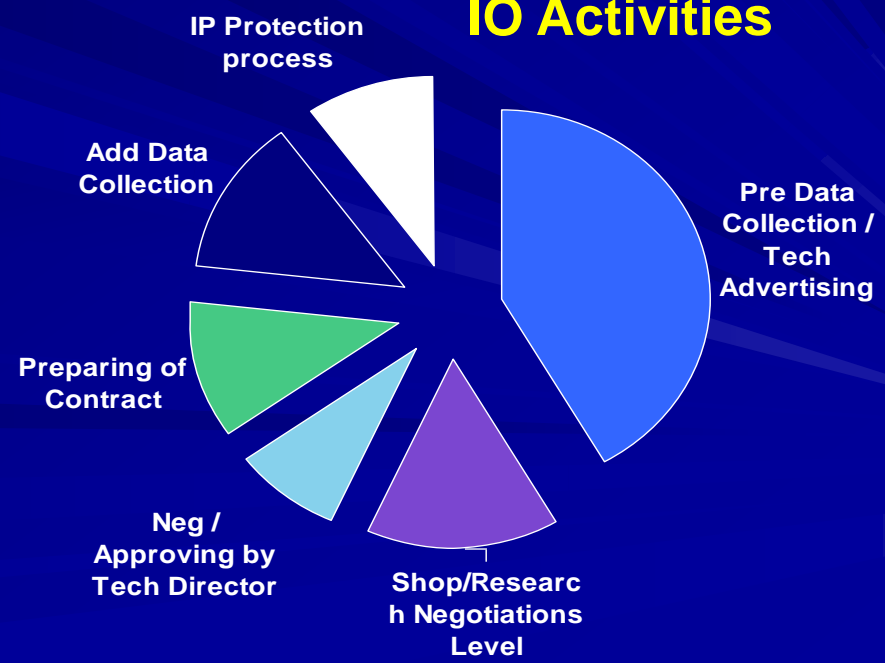 IO Activities
IP Protection
process
Add Data
Collection
Pre Data
Collection /
Tech
Advertising
Preparing of
Contract
Neg /
Approving by
Tech Director
Shop/Researc
h Negotiations
Level